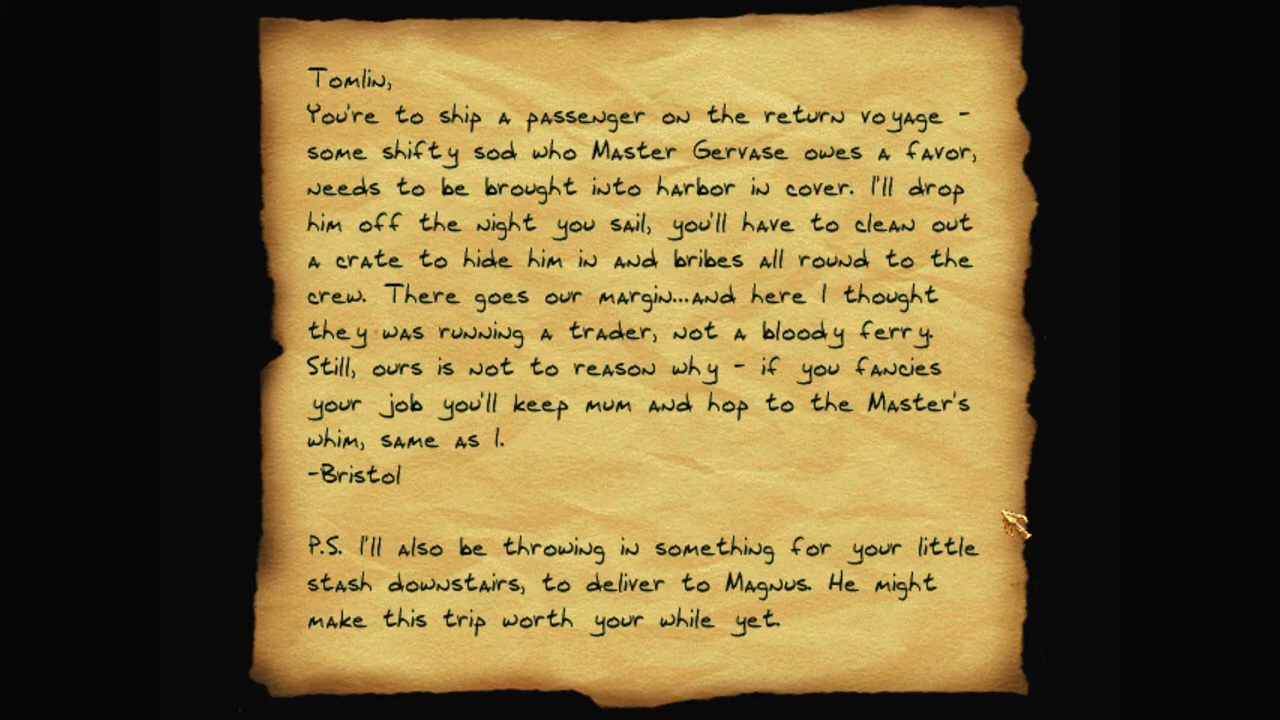 Tomlin,
You're to ship a passenger on the return voyage -
some shifty sod who Master Gervase owes a favor,
needs to be brought into harbor in cover. I'll drop
him off the night you sail, you'll have to clean out
a crate to hide him in and bribes all round to the
crew. There goes our margin...and here I thought
they was running a trader, not a bloody ferry.
Still, ours is not to reason why - if you fancies
your job you'll keep mum and hop to the Master's
whim, same as I.
-Bristol
P.S. I'll also be throwing in something for your little
stash downstairs, to deliver to Magnus. He might
make this trip worth your while yet.